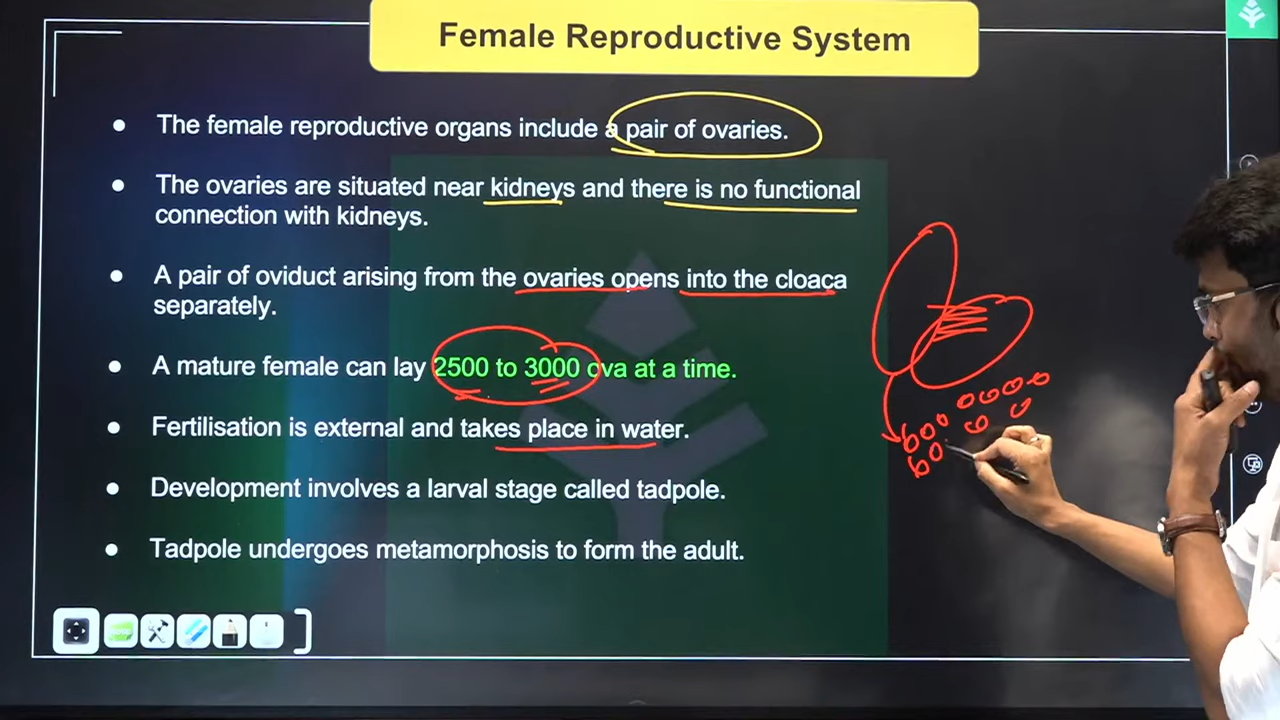 Female Reproductive System
● The female reproductive organs include a pair of ovaries.
● The ovaries are situated near kidneys and there is no functional
connection with kidneys.
● A pair of oviduct arising from the ovaries opens into the cloaca
separately.
● A mature female can lay 2500 to 3000 ova at a time.
● Fertilisation is external and takes place in water.
● Development involves a larval stage called tadpole.
● Tadpole undergoes metamorphosis to form the adult.